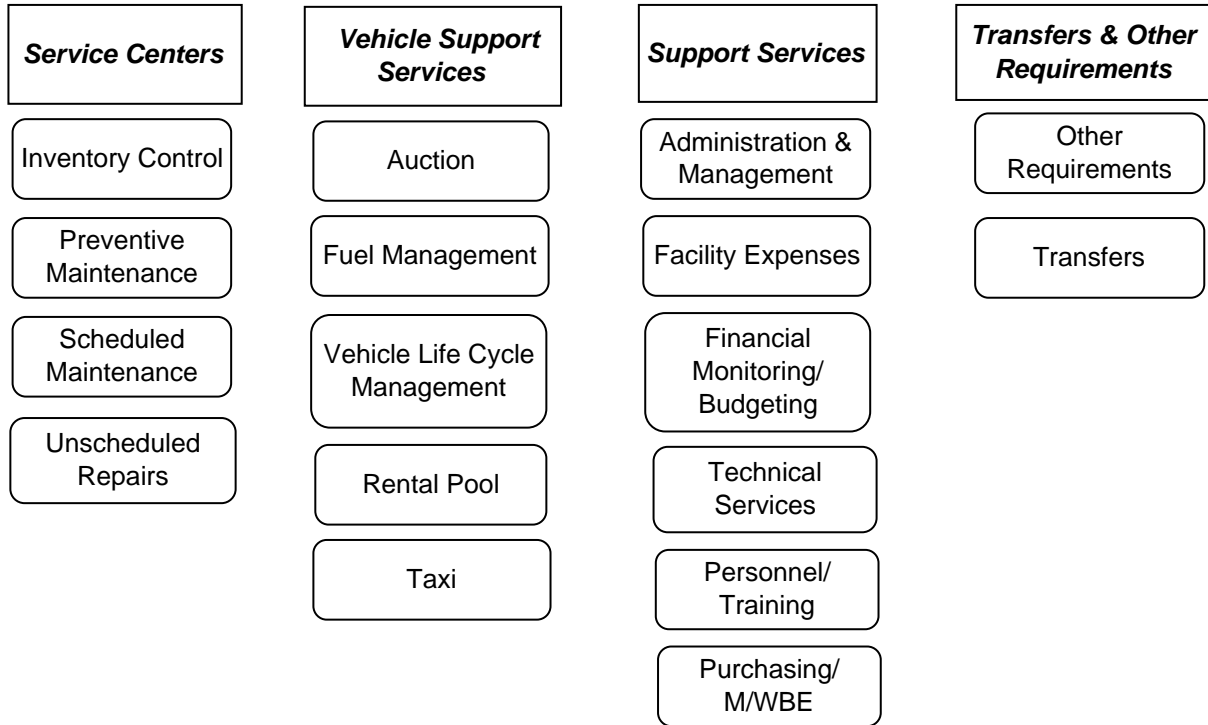 Service Centers
Inventory Control
Preventive
Maintenance
Scheduled
Maintenance
Unscheduled
Repairs
Vehicle Support
Services
Auction
Fuel Management
Vehicle Life Cycle
Management
Rental Pool
Taxi
Support Services
Administration &
Management
Facility Expenses
Financial
Monitoring/
Budgeting
Technical
Services
Personnel/
Training
Purchasing/
M/WBE
Transfers & Other
Requirements
Other
Requirements
Transfers